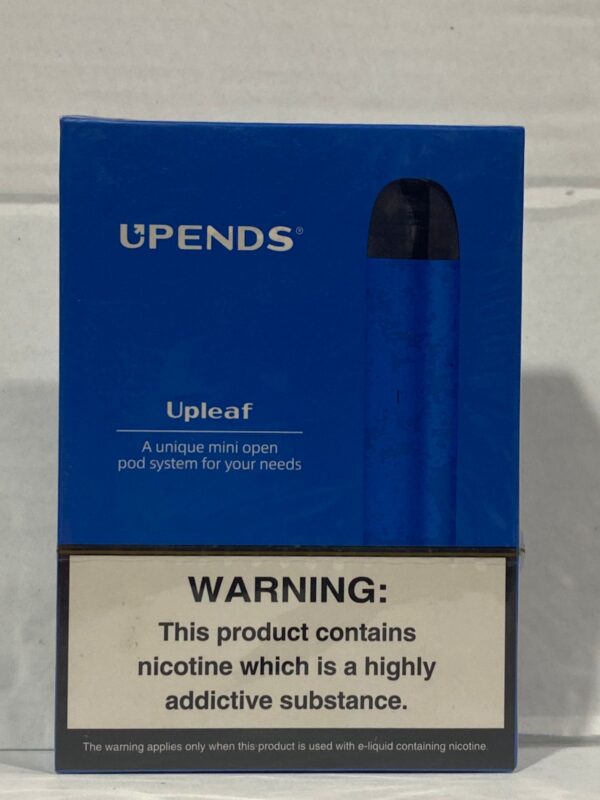 UPENDS®
Upleaf
A unique mini open
pod system for your needs
WARNING:
This product contains
nicotine which is a highly
addictive substance.
The warning applies only when this product is used with e-liquid containing nicotine.